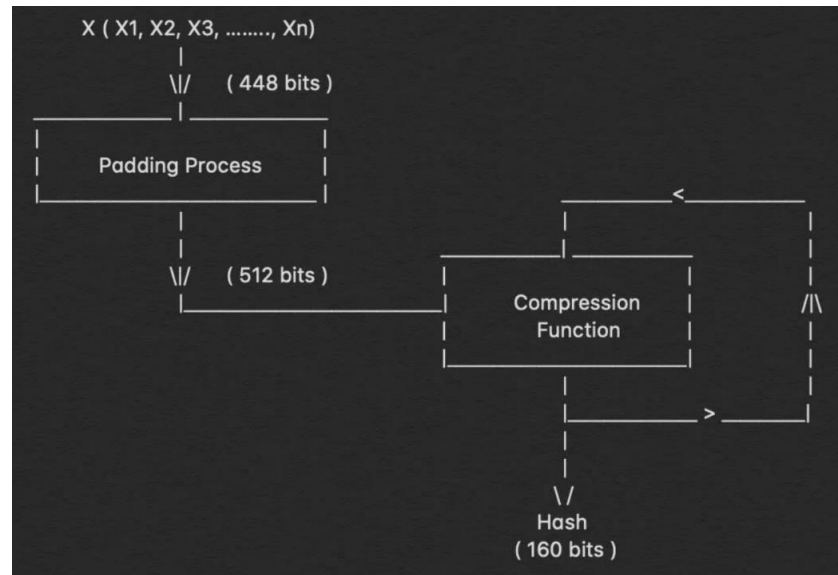 X ( X1, X2, X3, ........, Xn)
( 448 bits )
Padding Process
( 512 bits )
Compression
Function
Hash
( 160 bits )